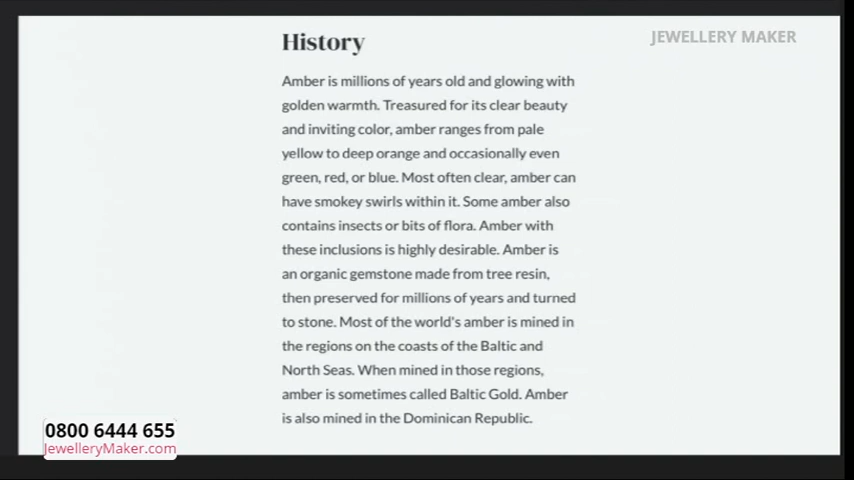 History
JEWELLERY MAKER
Amber is millions of years old and glowing with
golden warmth. Treasured for its clear beauty
and inviting color, amber ranges from pale
yellow to deep orange and occasionally even
green, red, or blue. Most often clear, amber can
have smokey swirls within it. Some amber also
contains insects or bits of flora. Amber with
these inclusions is highly desirable. Amber is
an organic gemstone made from tree resin,
then preserved for millions of years and turned
to stone. Most of the world's amber is mined in
the regions on the coasts of the Baltic and
North Seas. When mined in those regions,
amber is sometimes called Baltic Gold. Amber
is also mined in the Dominican Republic.
0800 6444 655
JewelleryMaker.com